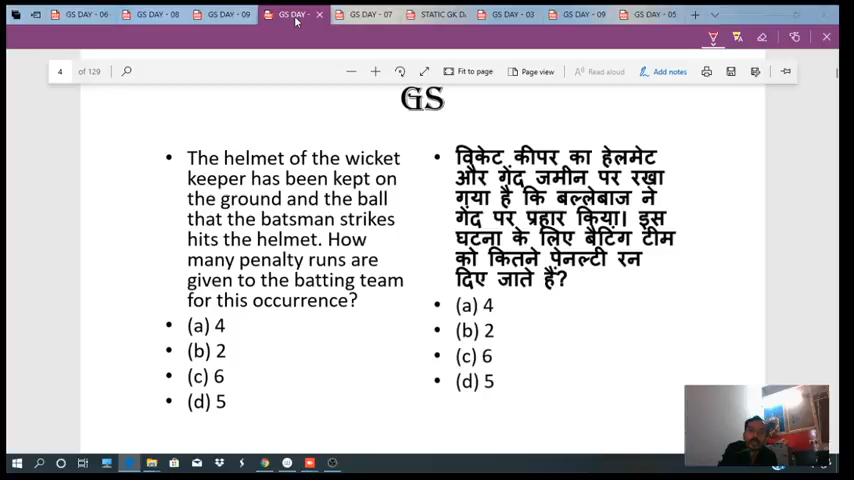 GS DAY - 06
GS DAY - 08
GS DAY - 09
GS DAY -
GS DAY - 07
STATIC GK DA
GS DAY - 03
GS DAY - 09
GS DAY - 05
4 of 129
Fit to page
Page view
Read aloud
Add notes
GS
• The helmet of the wicket
keeper has been kept on
the ground and the ball
that the batsman strikes
hits the helmet. How
many penalty runs are
given to the batting team
for this occurrence?
• (a) 4
• (b) 2
• (c) 6
• (d) 5
• विकेट कीपर का हेलमेट
और गेंद जमीन पर रखा
गया है कि बल्लेबाज ने
गेंद पर प्रहार किया। इस
घटना के लिए बैटिंग टीम
को कितने पेनल्टी रन
दिए जाते हैं?
• (a) 4
• (b) 2
• (c) 6
• (d) 5